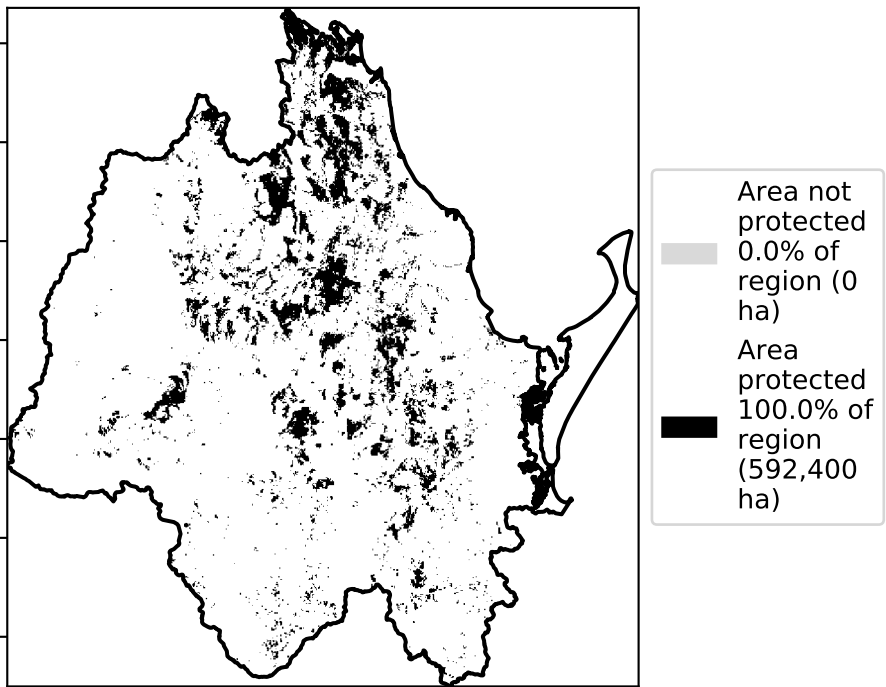 Area not
protected
0.0% of
region (0
ha)
Area
protected
100.0% of
region
(592,400
ha)